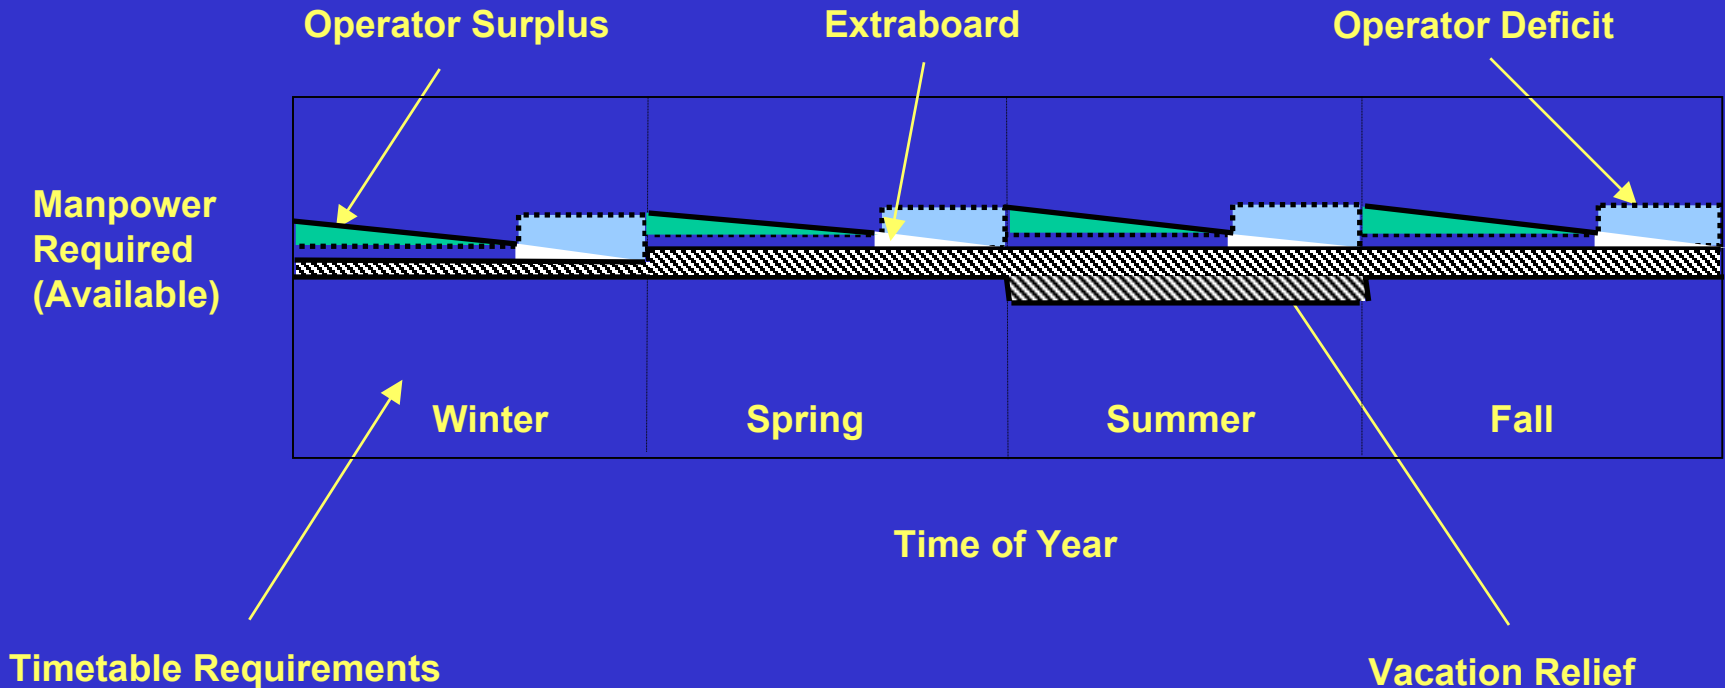 Operator Surplus
Extraboard
Operator Deficit
Manpower
Required
(Available)
Winter
Spring
Summer
Fall
Time of Year
Timetable Requirements
Vacation Relief